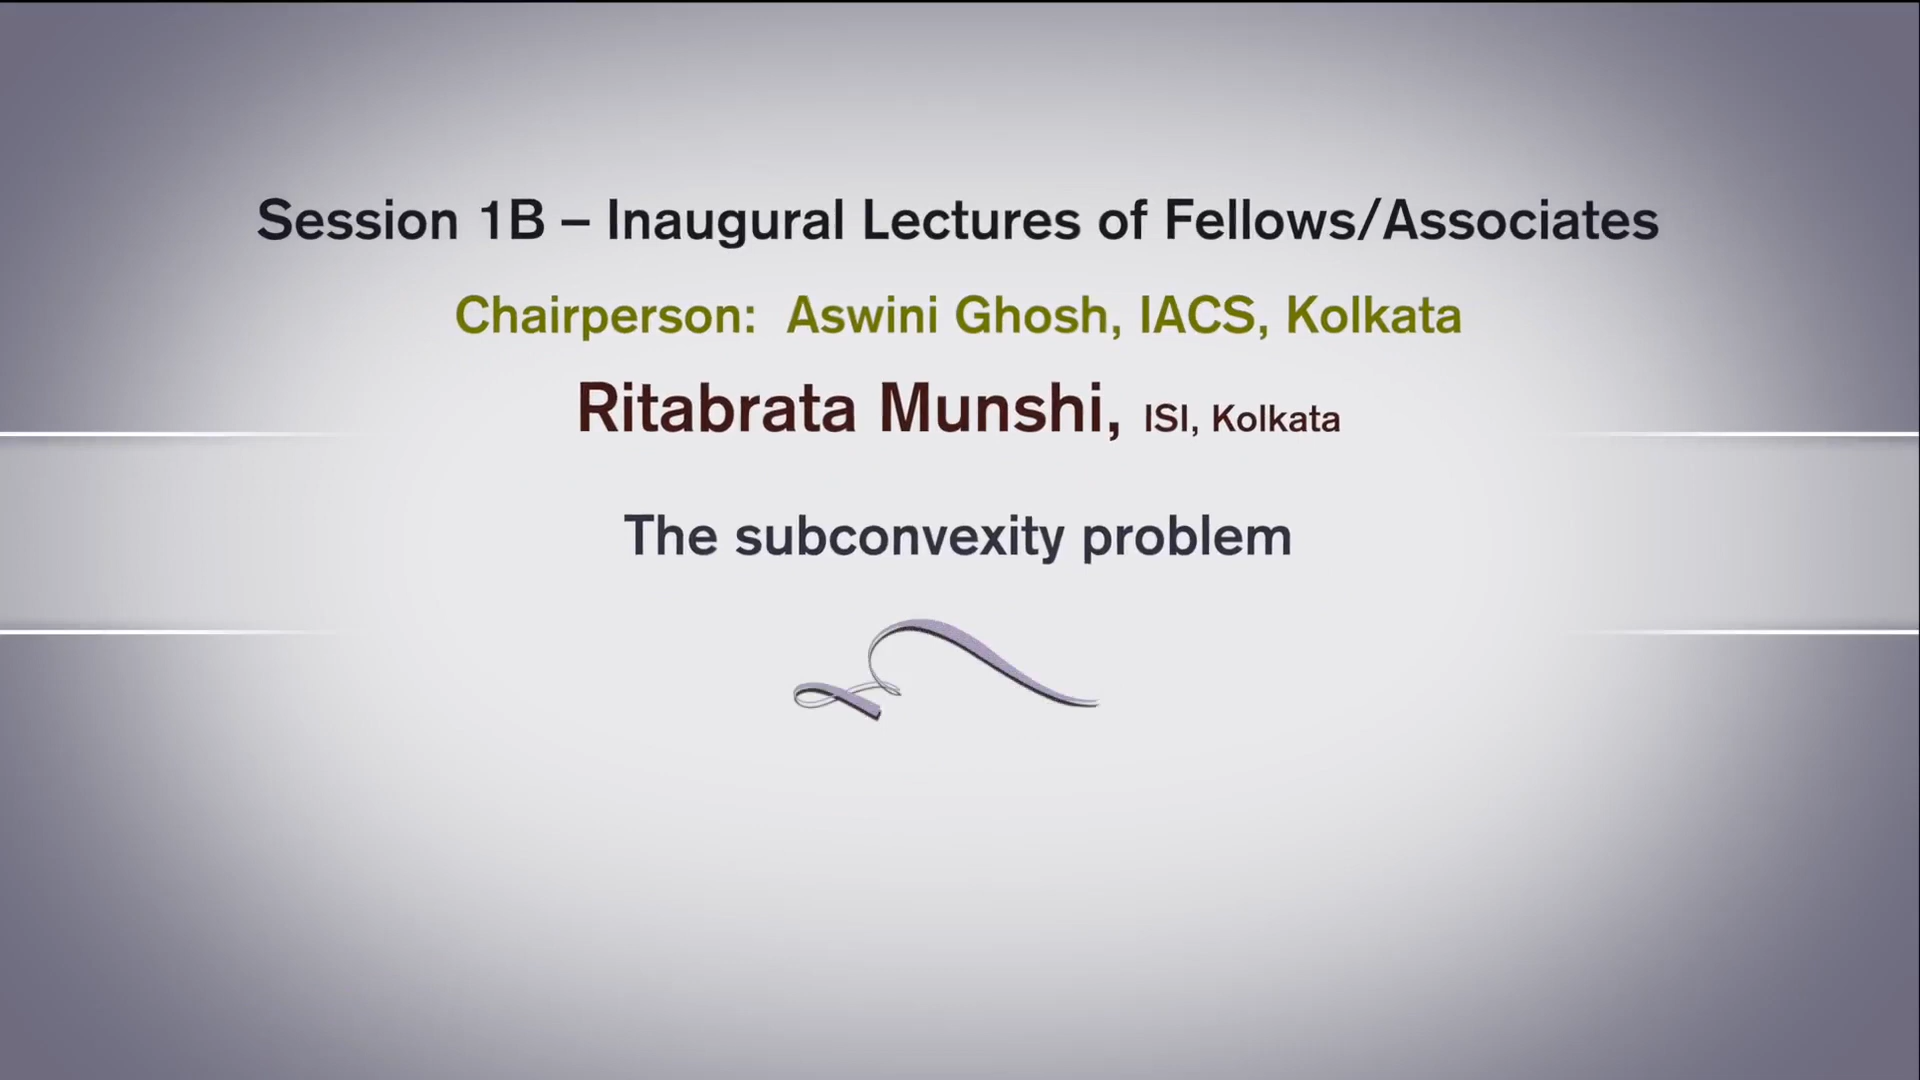 Session 1B – Inaugural Lectures of Fellows/Associates
Chairperson: Aswini Ghosh, IACS, Kolkata
Ritabrata Munshi, ISI, Kolkata
The subconvexity problem